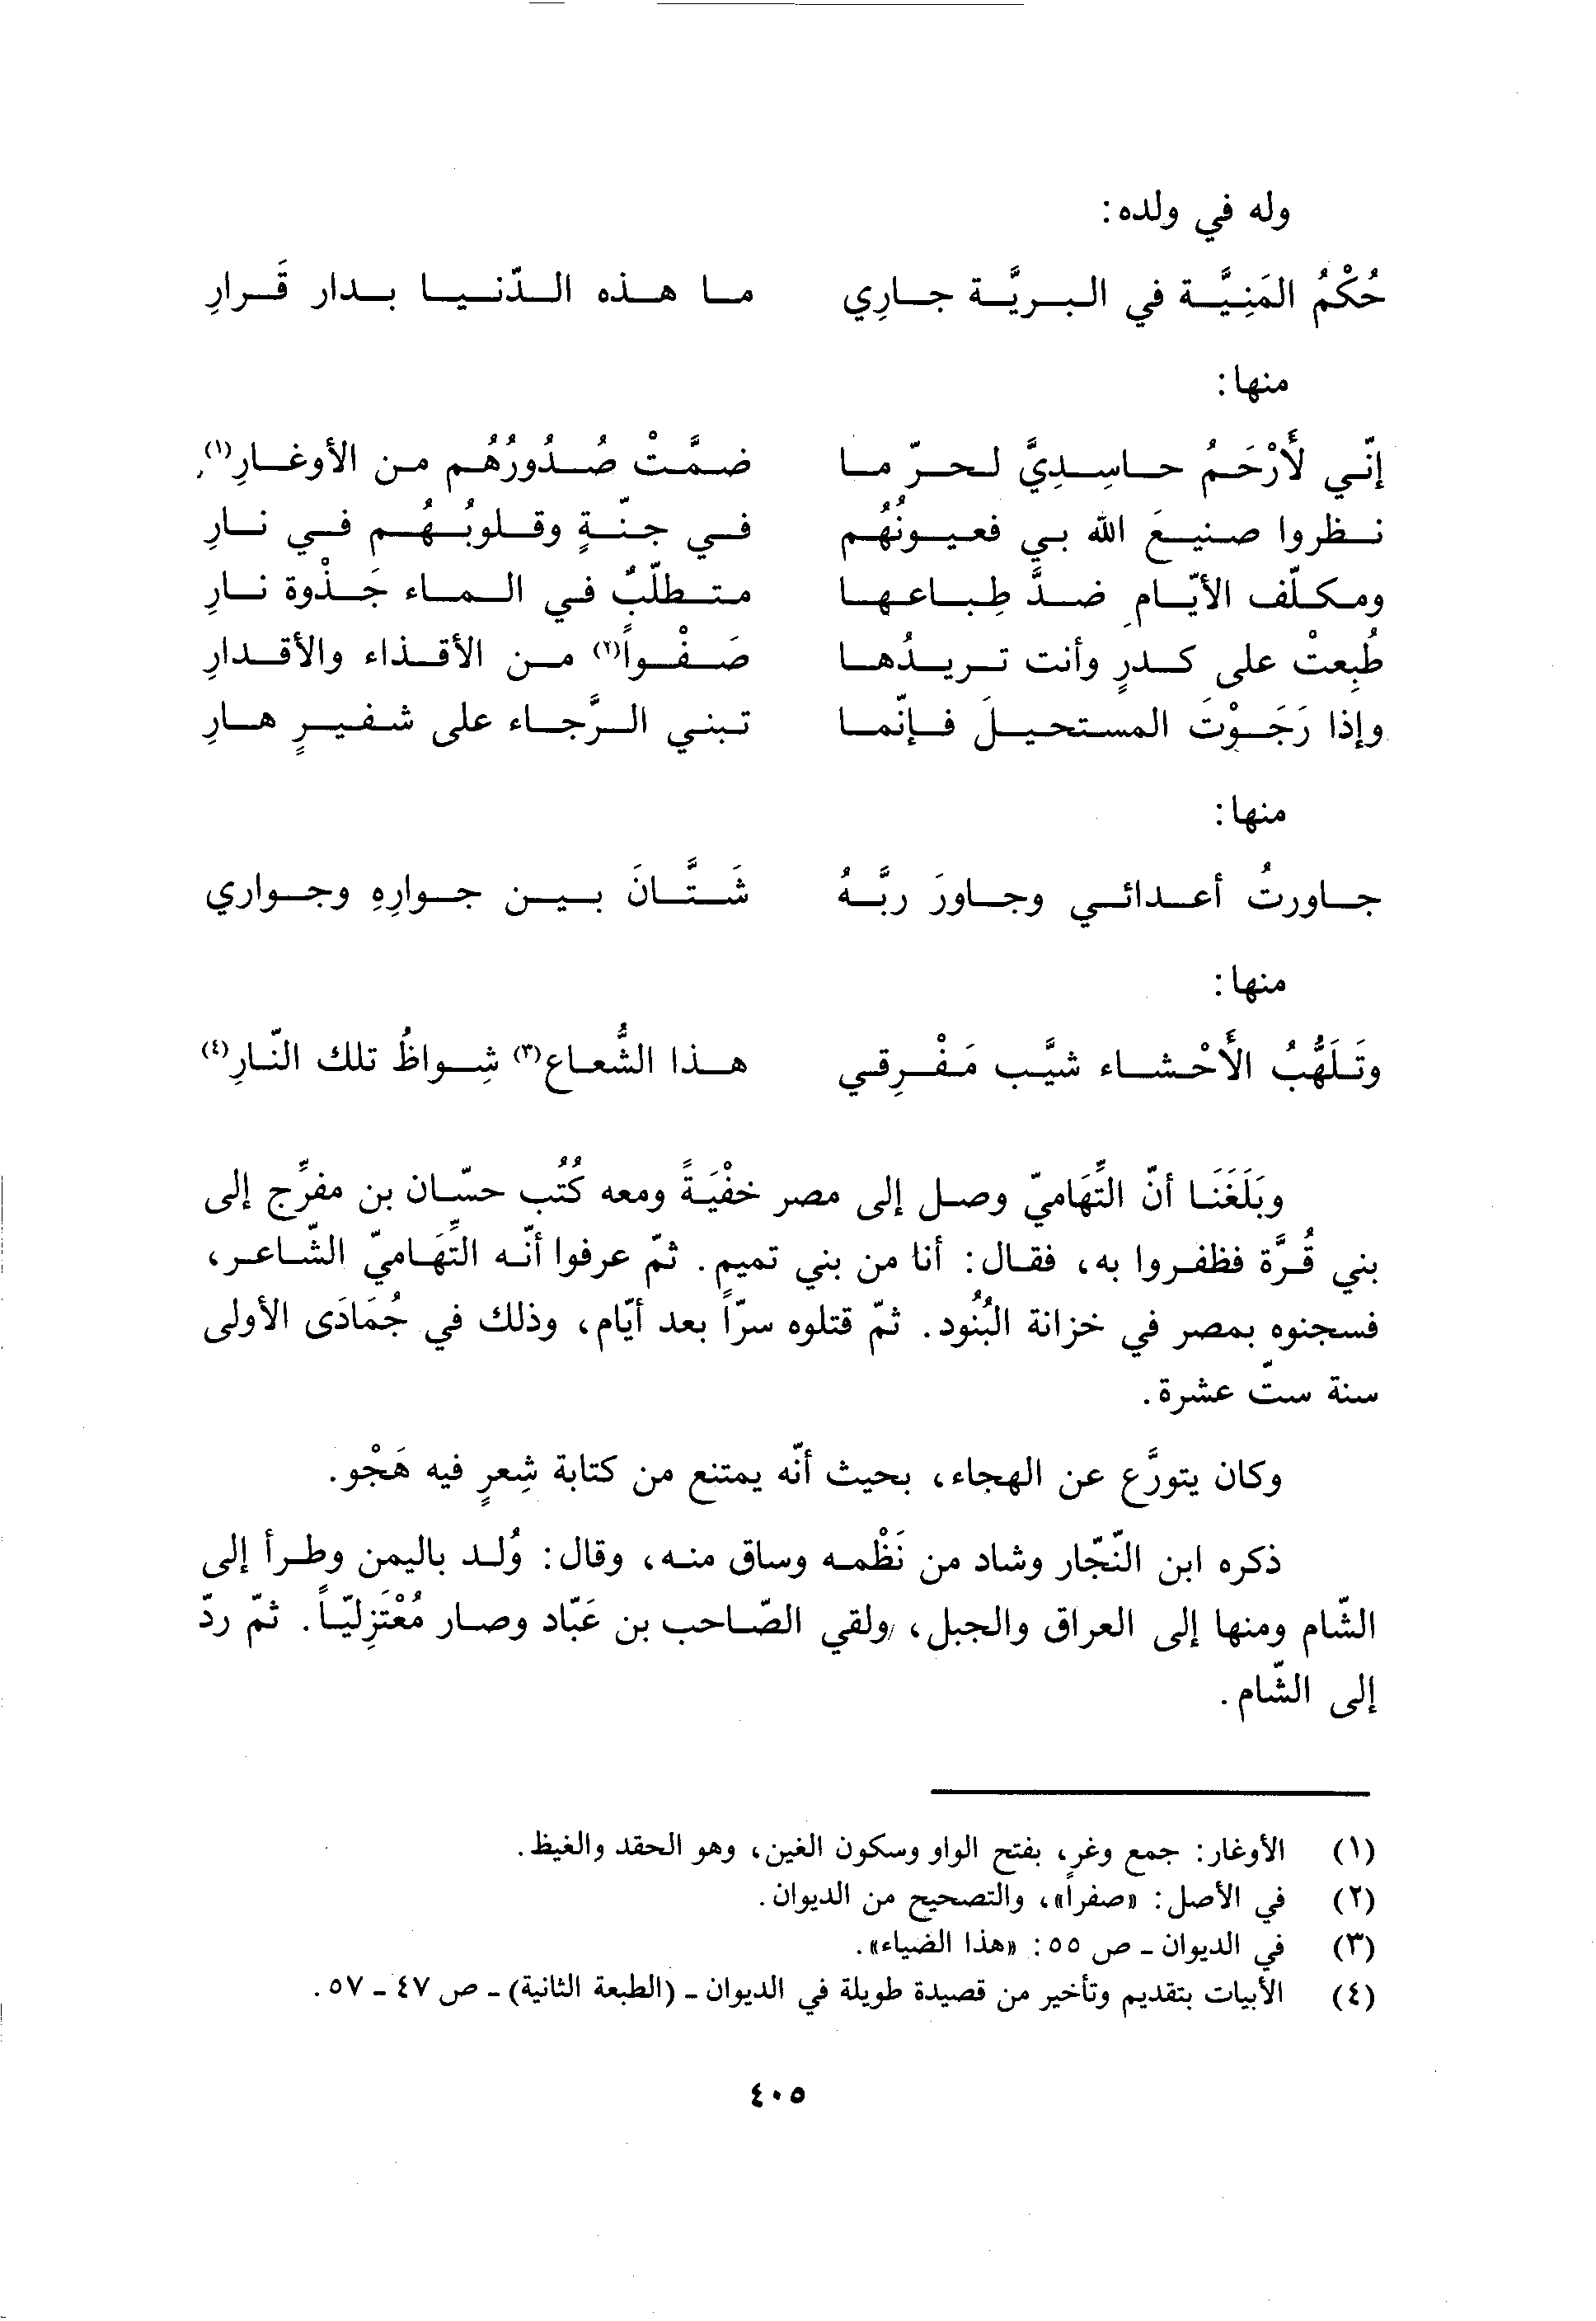 وله في ولده:
حُكْمُ المَنِيَّة في البريَّة جارِي ما هذه الدّنيا بدار قَرارِ
منها:
إنّي لأَرْحَمُ حاسِدِيَّ لحرّ ما ضمَّتْ صُدُورُهُم من الأوغارِ(١)
نظروا صنيعَ الله بي فعيونُهُم في جنّةٍ وقلوبُهُم في نارِ
ومكلّف الأيّامِ ضدَّ طِباعها متطلّبٌ في الماء جَذْوة نارِ
طُبِعتْ على كدرٍ وأنت تريدُها صَفْواً(٢) من الأقذاء والأقدارِ
وإذا رَجَوْتَ المستحيلَ فإنّما تبني الرَّجاء على شفيرٍ هارِ
منها:
جاورتُ أعدائي وجاورَ ربَّهُ شَتَّانَ بين جوارِهِ وجواري
منها:
وتَلَهُّبُ الأَحْشاء شيَّب مَفْرِقي هذا الشُّعاع(٣) شِواظُ تلك النّارِ(٤)
وبَلَغَنَا أنّ التِّهَاميّ وصل إلى مصر خفْيَةً ومعه كُتُب حسّان بن مفرِّج إلى
بني قُرَّة فظفروا به، فقال: أنا من بني تميم. ثمّ عرفوا أنّه التِّهَاميّ الشّاعر،
فسجنوه بمصر في خزانة البُنُود. ثمّ قتلوه سرّاً بعد أيّام، وذلك في جُمَادَى الأولى
سنة ستّ عشرة.
وكان يتورَّع عن الهجاء، بحيث أنّه يمتنع من كتابة شِعرٍ فيه هَجْو.
ذكره ابن النّجّار وشاد من نَظْمه وساق منه، وقال: وُلد باليمن وطرأ إلى
الشّام ومنها إلى العراق والجبل، ولقي الصّاحب بن عَبّاد وصار مُعْتَزِليّاً. ثمّ ردّ
إلى الشّام.
(١) الأوغار: جمع وغر، بفتح الواو وسكون الغين، وهو الحقد والغيظ.
(٢) في الأصل: «صفراً»، والتصحيح من الديوان.
(٣) في الديوان - ص ٥٥: «هذا الضياء».
(٤) الأبيات بتقديم وتأخير من قصيدة طويلة في الديوان - (الطبعة الثانية) - ص ٤٧ - ٥٧.
٤٠٥